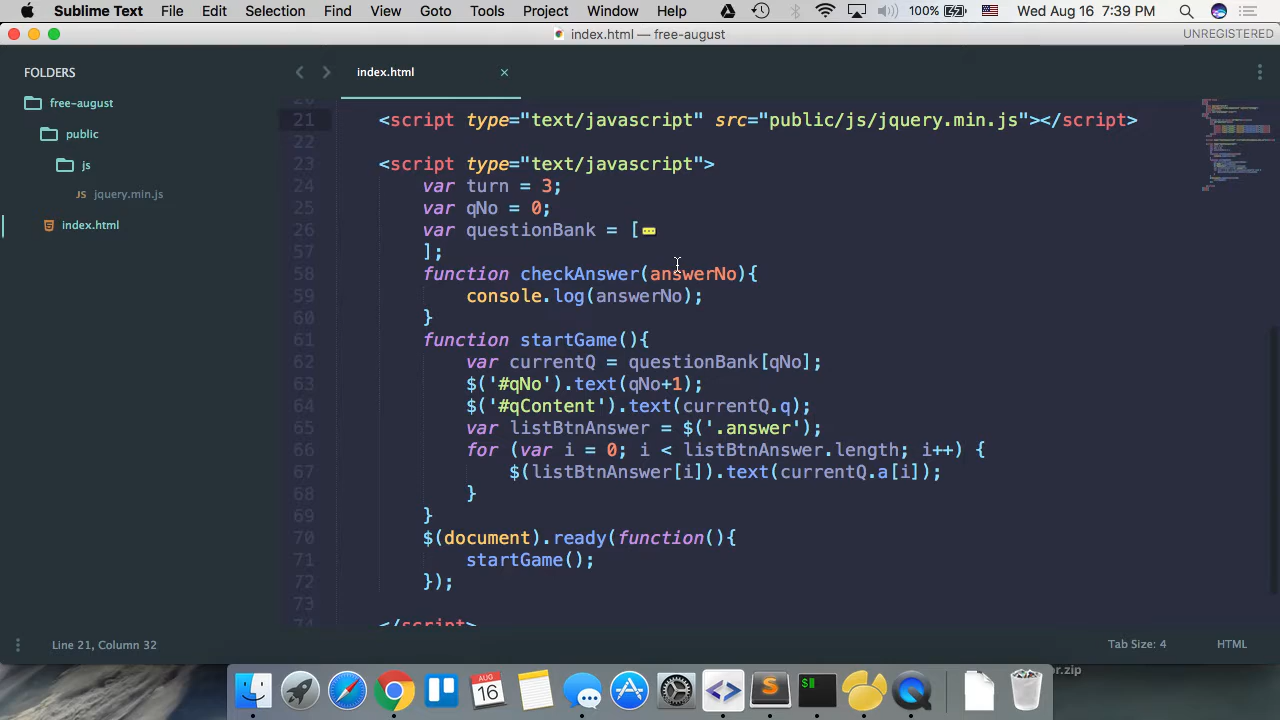 Sublime Text File Edit Selection Find View Goto Tools Project Window Help 100% Wed Aug 16 7:39 PM
index.html — free-august UNREGISTERED
FOLDERS
free-august
public
js
JS jquery.min.js
index.html
index.html ×
21 <script type="text/javascript" src="public/js/jquery.min.js"></script>
22
23 <script type="text/javascript">
24 var turn = 3;
25 var qNo = 0;
26 var questionBank = [
57 ];
58 function checkAnswer(answerNo){
59 console.log(answerNo);
60 }
61 function startGame(){
62 var currentQ = questionBank[qNo];
63 $('#qNo').text(qNo+1);
64 $('#qContent').text(currentQ.q);
65 var listBtnAnswer = $('.answer');
66 for (var i = 0; i < listBtnAnswer.length; i++) {
67 $(listBtnAnswer[i]).text(currentQ.a[i]);
68 }
69 }
70 $(document).ready(function(){
71 startGame();
72 });
73
74 </script>
Line 21, Column 32 Tab Size: 4 HTML
ar.zip
AUG
16